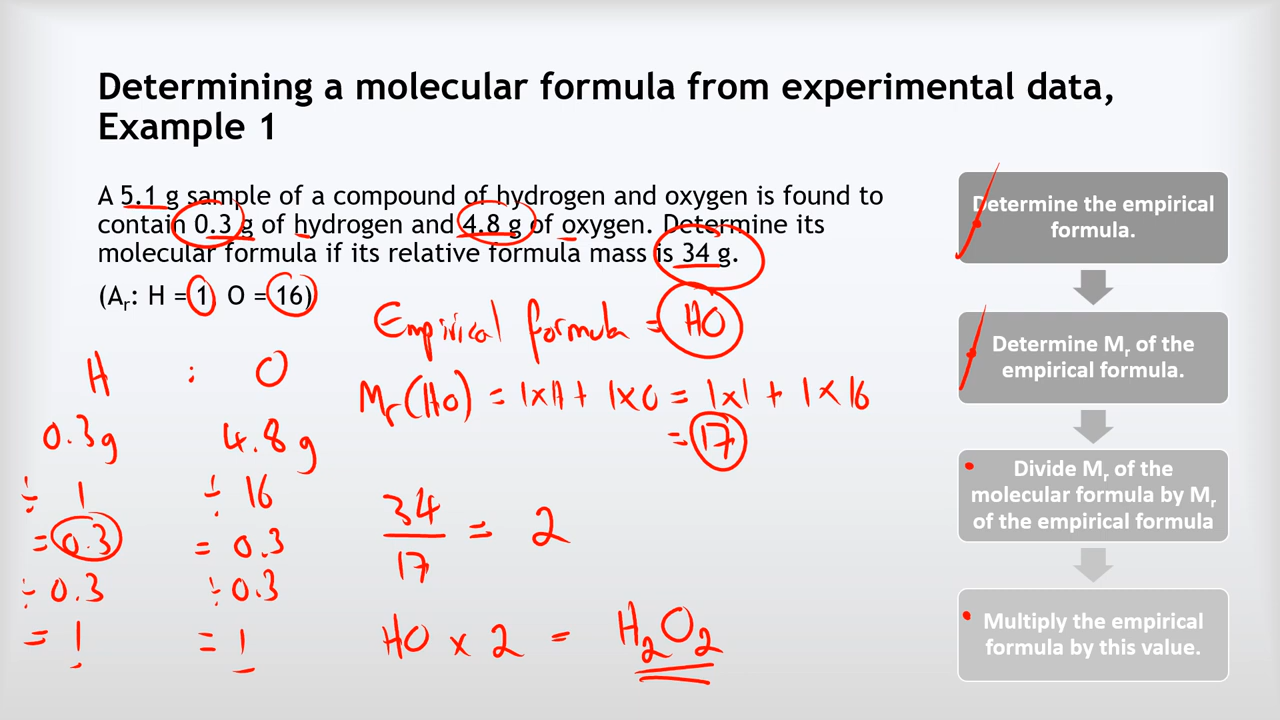 Determining a molecular formula from experimental data,
Example 1
A 5.1 g sample of a compound of hydrogen and oxygen is found to
contain 0.3 g of hydrogen and 4.8 g of oxygen. Determine its
molecular formula if its relative formula mass is 34 g.
(Ar: H = 1, O = 16)
Empirical formula = HO
H : O
Mr(HO) = 1×H + 1×O = 1×1 + 1×16
= 17
0.3g 4.8g
÷ 1 ÷ 16
= 0.3 = 0.3
÷ 0.3 ÷ 0.3
= 1 = 1
34
17
= 2
HO × 2 = H₂O₂
Determine the empirical
formula.
Determine Mr of the
empirical formula.
Divide Mr of the
molecular formula by Mr
of the empirical formula
Multiply the empirical
formula by this value.